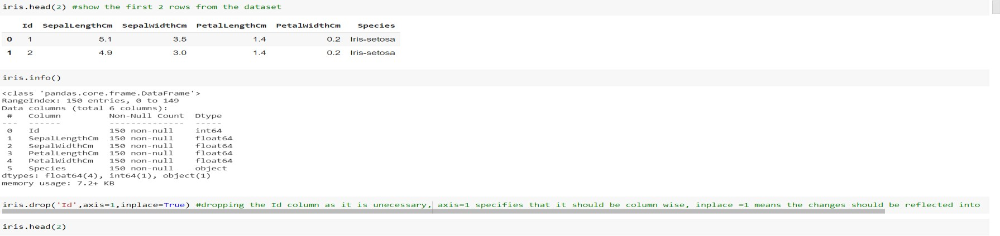 iris.head(2) #show the first 2 rows from the dataset
Id SepalLengthCm SepalWidthCm PetalLengthCm PetalWidthCm Species
0 1 5.1 3.5 1.4 0.2 Iris-setosa
1 2 4.9 3.0 1.4 0.2 Iris-setosa
iris.info()
<class 'pandas.core.frame.DataFrame'>
RangeIndex: 150 entries, 0 to 149
Data columns (total 6 columns):
# Column Non-Null Count Dtype
--- ------ -------------- -----
0 Id 150 non-null int64
1 SepalLengthCm 150 non-null float64
2 SepalWidthCm 150 non-null float64
3 PetalLengthCm 150 non-null float64
4 PetalWidthCm 150 non-null float64
5 Species 150 non-null object
dtypes: float64(4), int64(1), object(1)
memory usage: 7.2+ KB
iris.drop('Id',axis=1,inplace=True) #dropping the Id column as it is unecessary, axis=1 specifies that it should be column wise, inplace =1 means the changes should be reflected into
iris.head(2)